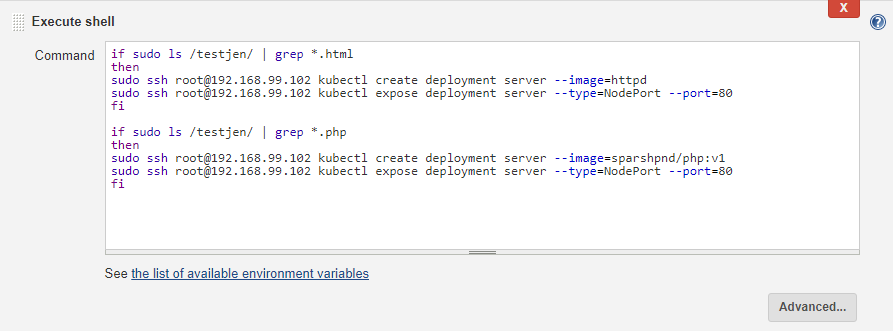 X
Execute shell
?
Command
if sudo ls /testjen/ | grep *.html
then
sudo ssh root@192.168.99.102 kubectl create deployment server --image=httpd
sudo ssh root@192.168.99.102 kubectl expose deployment server --type=NodePort --port=80
fi

if sudo ls /testjen/ | grep *.php
then
sudo ssh root@192.168.99.102 kubectl create deployment server --image=sparshpnd/php:v1
sudo ssh root@192.168.99.102 kubectl expose deployment server --type=NodePort --port=80
fi
See the list of available environment variables
Advanced...